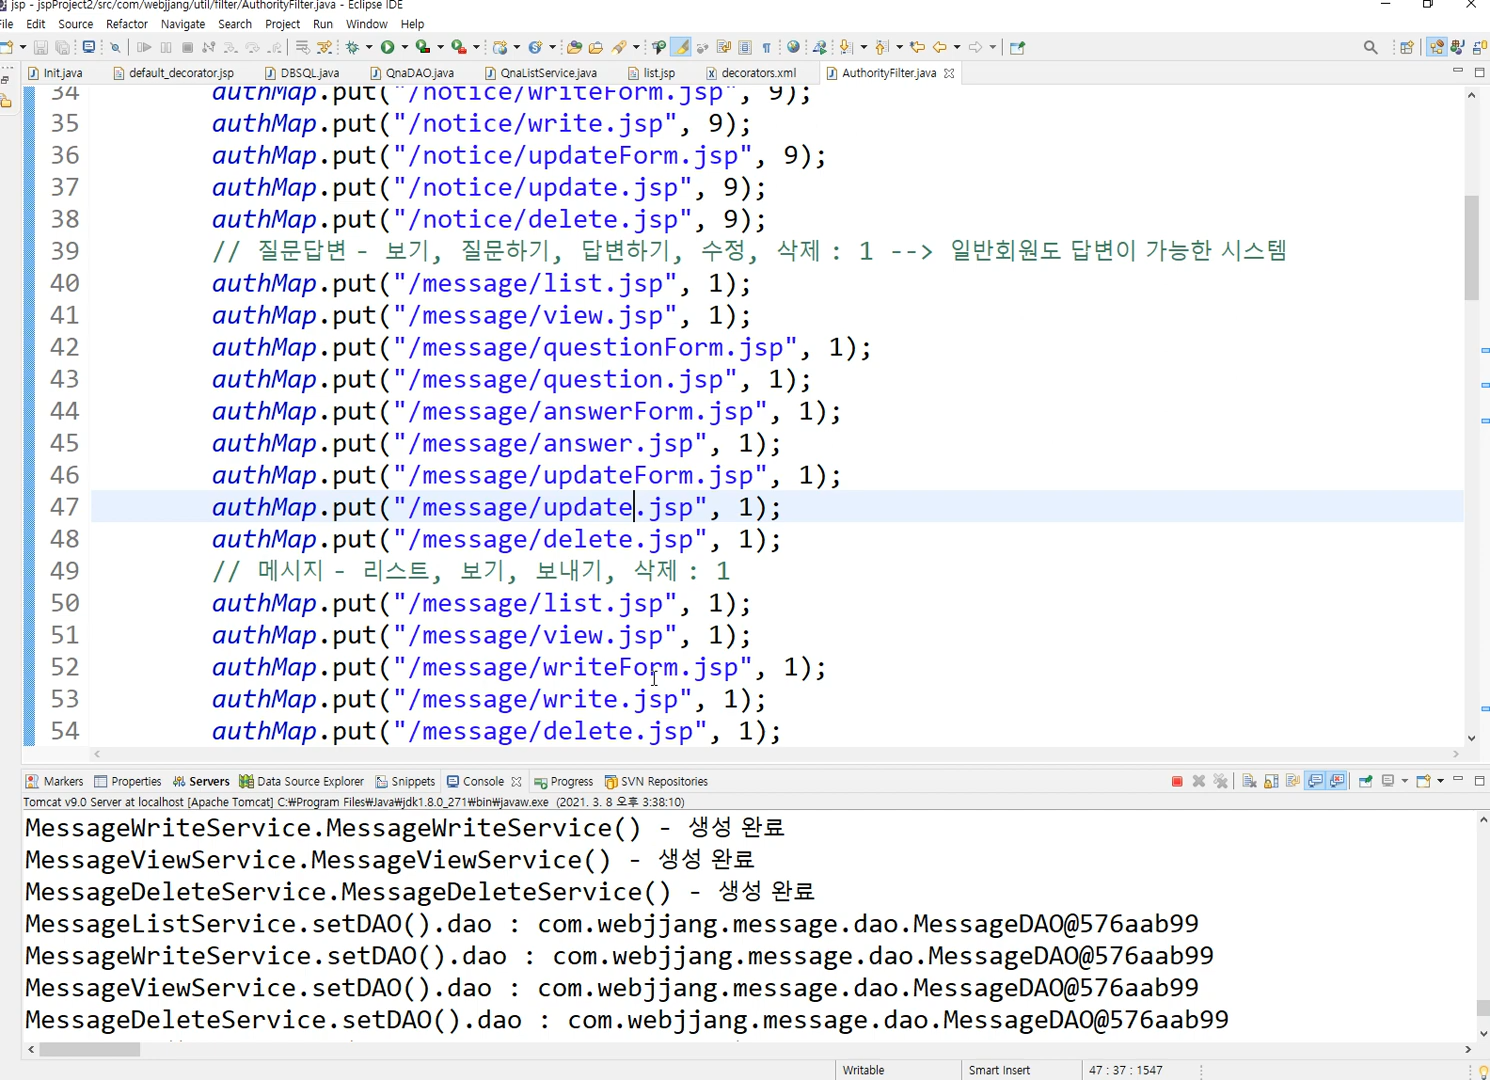 jsp - jspProject2/src/com/webjjang/util/filter/AuthorityFilter.java - Eclipse IDE
File Edit Source Refactor Navigate Search Project Run Window Help
Init.java default_decorator.jsp DBSQL.java QnaDAO.java QnaListService.java list.jsp decorators.xml AuthorityFilter.java
34 authMap.put("/notice/writeForm.jsp", 9);
35 authMap.put("/notice/write.jsp", 9);
36 authMap.put("/notice/updateForm.jsp", 9);
37 authMap.put("/notice/update.jsp", 9);
38 authMap.put("/notice/delete.jsp", 9);
39 // 질문답변 - 보기, 질문하기, 답변하기, 수정, 삭제 : 1 --> 일반회원도 답변이 가능한 시스템
40 authMap.put("/message/list.jsp", 1);
41 authMap.put("/message/view.jsp", 1);
42 authMap.put("/message/questionForm.jsp", 1);
43 authMap.put("/message/question.jsp", 1);
44 authMap.put("/message/answerForm.jsp", 1);
45 authMap.put("/message/answer.jsp", 1);
46 authMap.put("/message/updateForm.jsp", 1);
47 authMap.put("/message/update.jsp", 1);
48 authMap.put("/message/delete.jsp", 1);
49 // 메시지 - 리스트, 보기, 보내기, 삭제 : 1
50 authMap.put("/message/list.jsp", 1);
51 authMap.put("/message/view.jsp", 1);
52 authMap.put("/message/writeForm.jsp", 1);
53 authMap.put("/message/write.jsp", 1);
54 authMap.put("/message/delete.jsp", 1);
Markers Properties Servers Data Source Explorer Snippets Console Progress SVN Repositories
Tomcat v9.0 Server at localhost [Apache Tomcat] C:₩Program Files₩Java₩jdk1.8.0_271₩bin₩javaw.exe (2021. 3. 8 오후 3:38:10)
MessageWriteService.MessageWriteService() - 생성 완료
MessageViewService.MessageViewService() - 생성 완료
MessageDeleteService.MessageDeleteService() - 생성 완료
MessageListService.setDAO().dao : com.webjjang.message.dao.MessageDAO@576aab99
MessageWriteService.setDAO().dao : com.webjjang.message.dao.MessageDAO@576aab99
MessageViewService.setDAO().dao : com.webjjang.message.dao.MessageDAO@576aab99
MessageDeleteService.setDAO().dao : com.webjjang.message.dao.MessageDAO@576aab99
Writable Smart Insert 47 : 37 : 1547